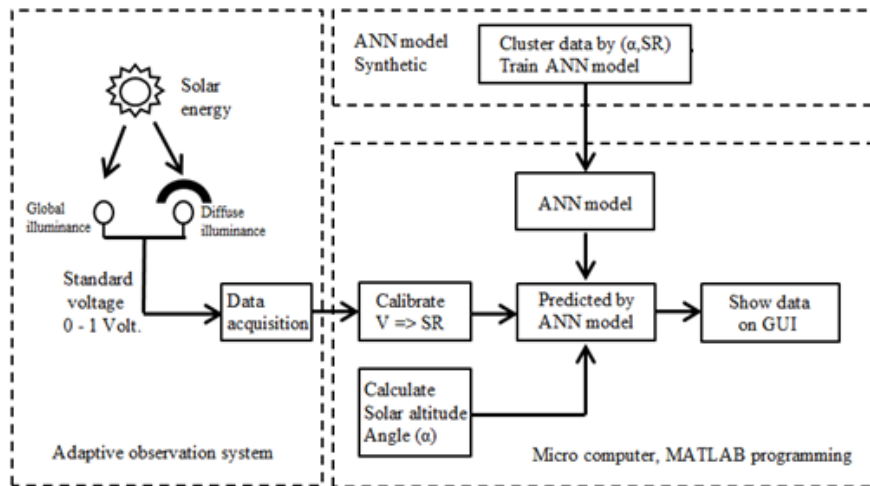 Solar
energy
Global
illuminance
Diffuse
illuminance
Standard
voltage
0 - 1 Volt.
Data
acquisition
Adaptive observation system
ANN model
Synthetic
Cluster data by (α,SR)
Train ANN model
ANN model
Calibrate
V => SR
Predicted by
ANN model
Show data
on GUI
Calculate
Solar altitude
Angle (α)
Micro computer, MATLAB programming